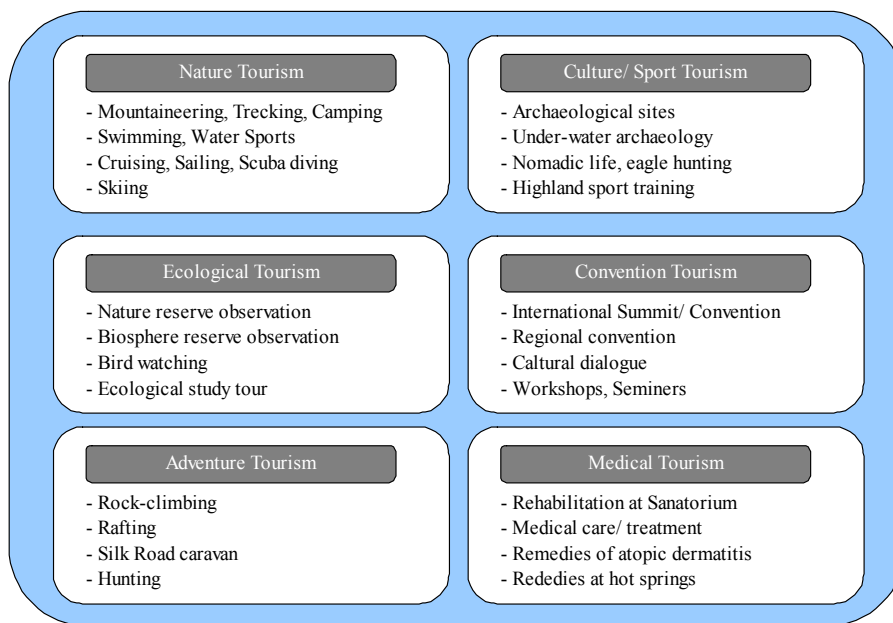 Nature Tourism
- Mountaineering, Trecking, Camping
- Swimming, Water Sports
- Cruising, Sailing, Scuba diving
- Skiing
Culture/ Sport Tourism
- Archaeological sites
- Under-water archaeology
- Nomadic life, eagle hunting
- Highland sport training
Ecological Tourism
- Nature reserve observation
- Biosphere reserve observation
- Bird watching
- Ecological study tour
Convention Tourism
- International Summit/ Convention
- Regional convention
- Caltural dialogue
- Workshops, Seminers
Adventure Tourism
- Rock-climbing
- Rafting
- Silk Road caravan
- Hunting
Medical Tourism
- Rehabilitation at Sanatorium
- Medical care/ treatment
- Remedies of atopic dermatitis
- Rededies at hot springs